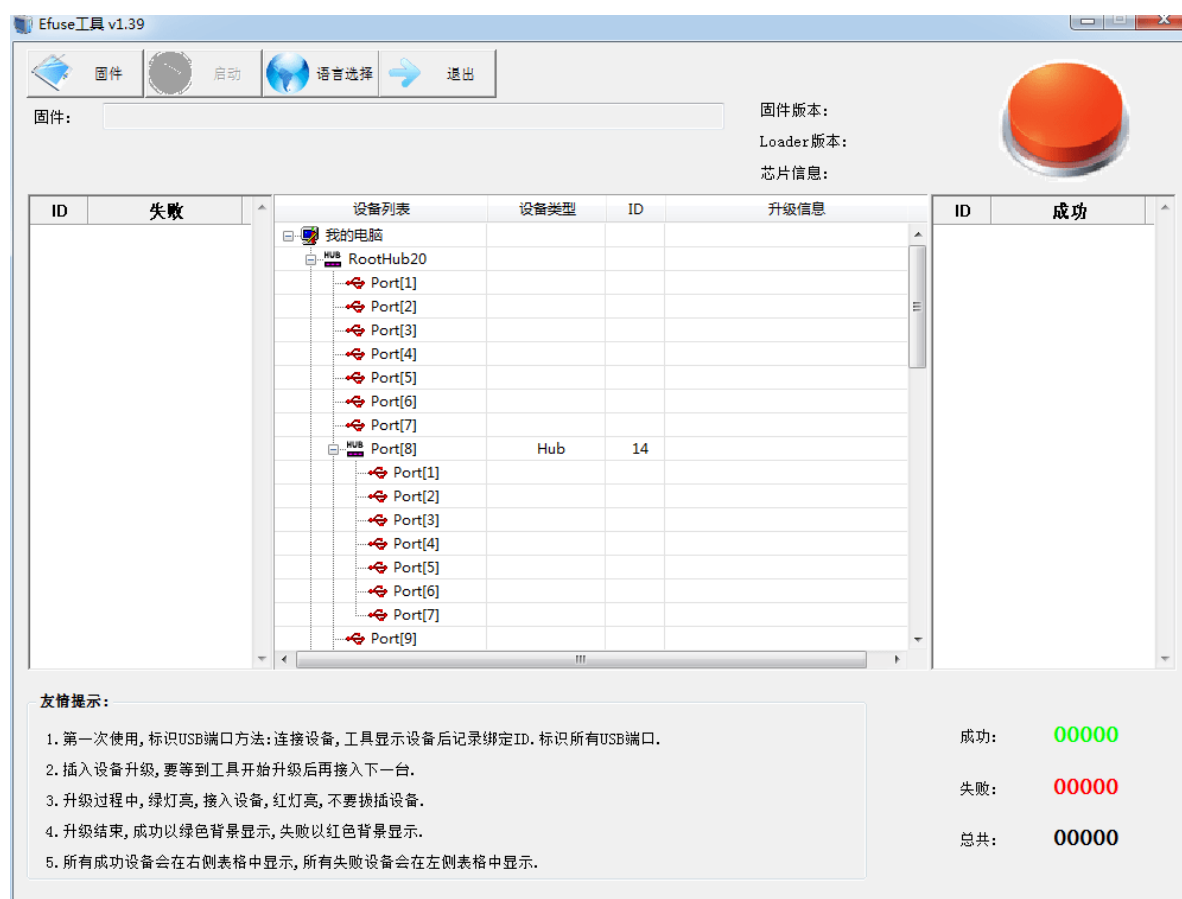 Efuse工具 v1.39
固件 启动 语言选择 退出
固件:
固件版本:
Loader版本:
芯片信息:
ID 失败 设备列表 设备类型 ID 升级信息 ID 成功
我的电脑
HUB RootHub20
Port[1]
Port[2]
Port[3]
Port[4]
Port[5]
Port[6]
Port[7]
HUB Port[8] Hub 14
Port[1]
Port[2]
Port[3]
Port[4]
Port[5]
Port[6]
Port[7]
Port[9]
友情提示:
1.第一次使用,标识USB端口方法:连接设备,工具显示设备后记录绑定ID.标识所有USB端口.
2.插入设备升级,要等到工具开始升级后再接入下一台.
3.升级过程中,绿灯亮,接入设备,红灯亮,不要拔插设备.
4.升级结束,成功以绿色背景显示,失败以红色背景显示.
5.所有成功设备会在右侧表格中显示,所有失败设备会在左侧表格中显示.
成功: 00000
失败: 00000
总共: 00000